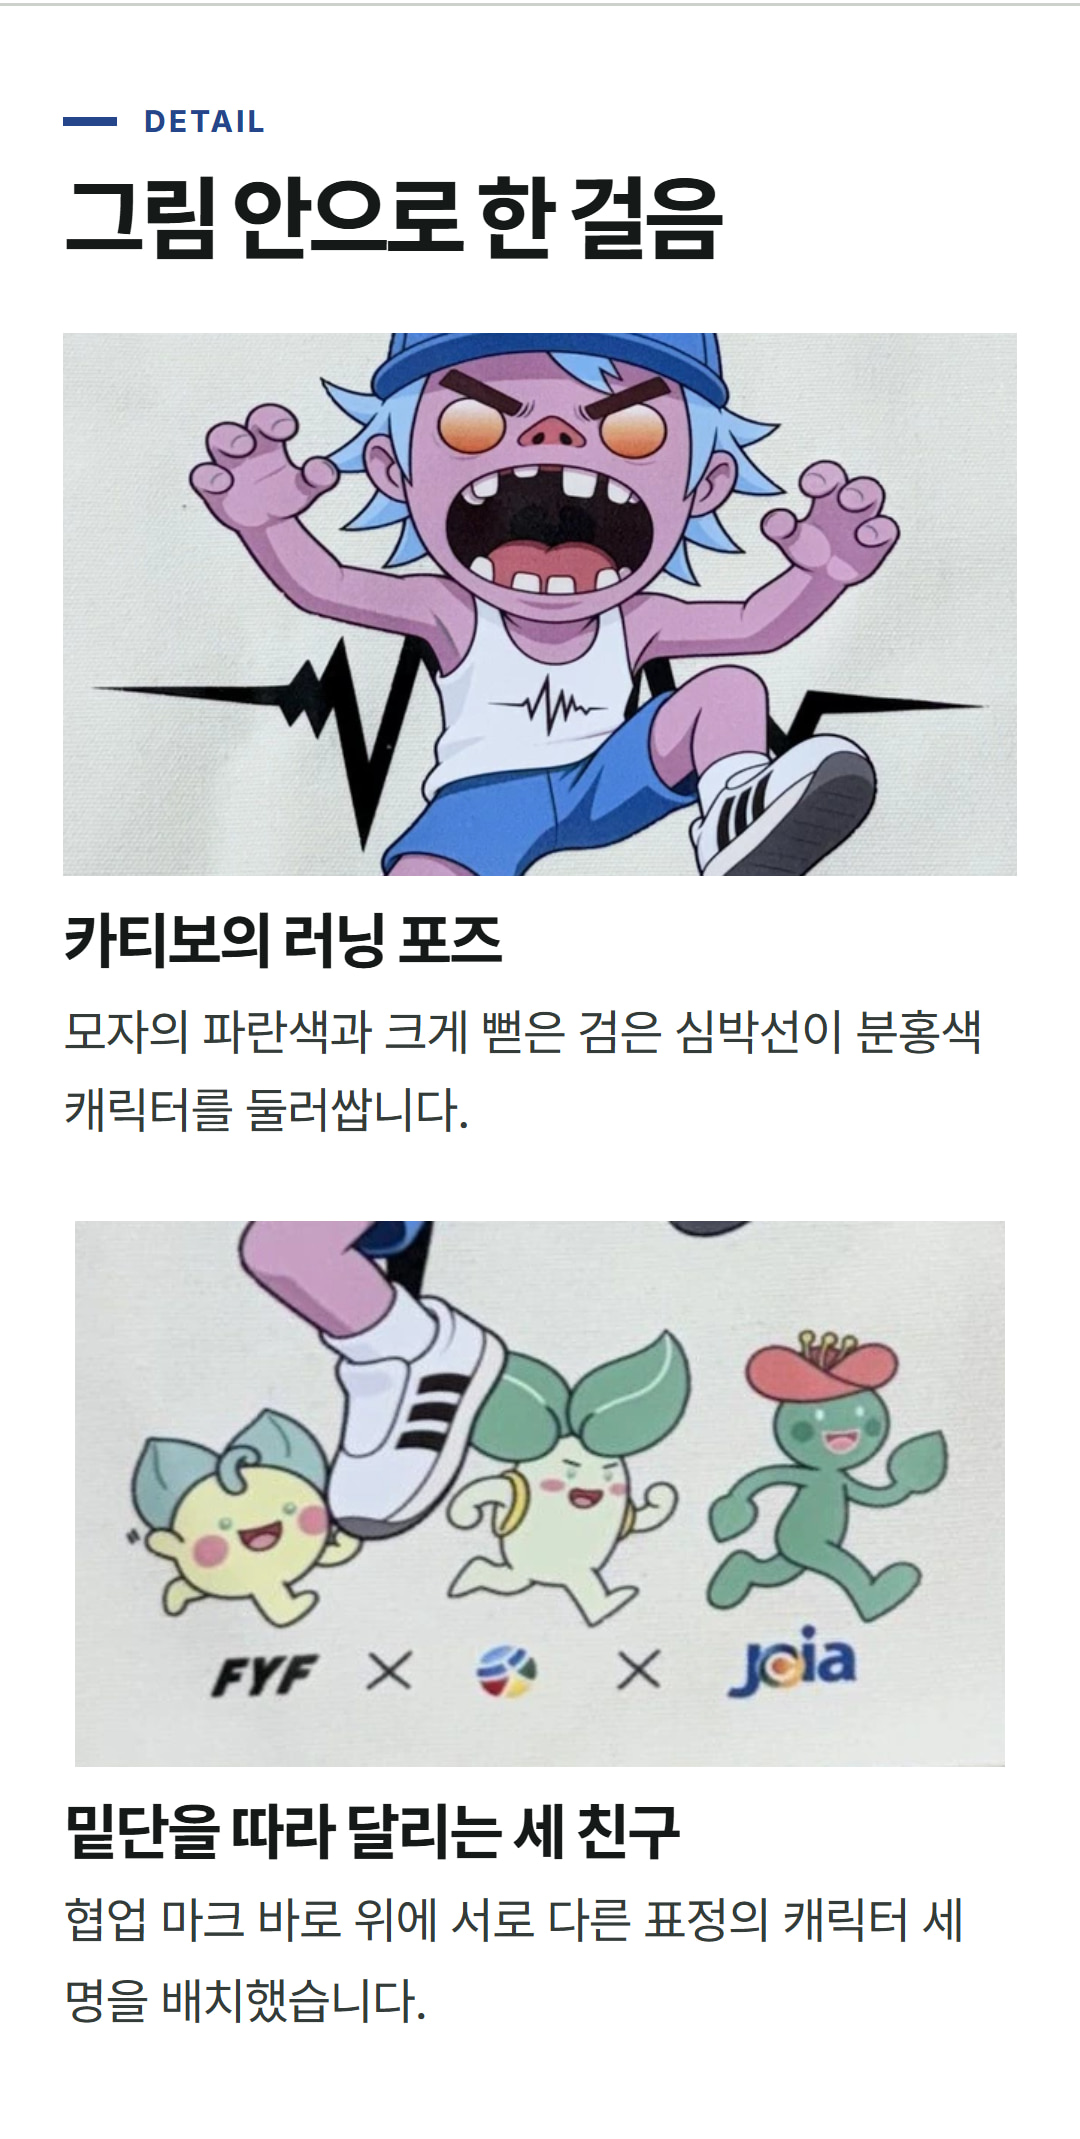 DETAIL
그림 안으로 한 걸음
카티보의 러닝 포즈
모자의 파란색과 크게 뻗은 검은 심박선이 분홍색
캐릭터를 둘러쌉니다.
FYF × × Joia
밑단을 따라 달리는 세 친구
협업 마크 바로 위에 서로 다른 표정의 캐릭터 세
명을 배치했습니다.